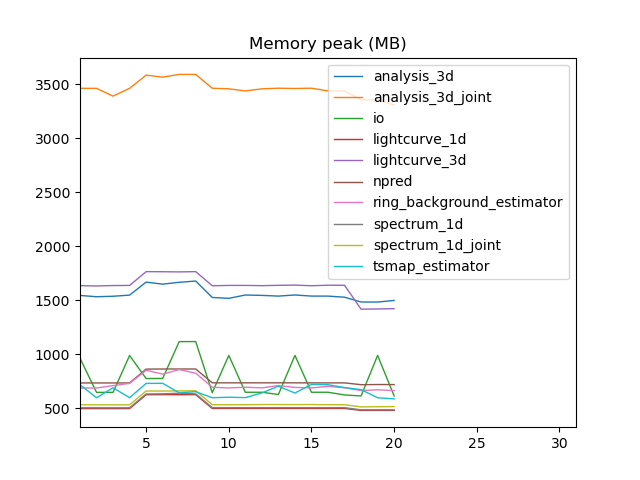 Memory peak (MB)
3500
3000
2500
2000
1500
1000
500
5
10
15
20
25
30
analysis_3d
analysis_3d_joint
io
lightcurve_1d
lightcurve_3d
npred
ring_background_estimator
spectrum_1d
spectrum_1d_joint
tsmap_estimator